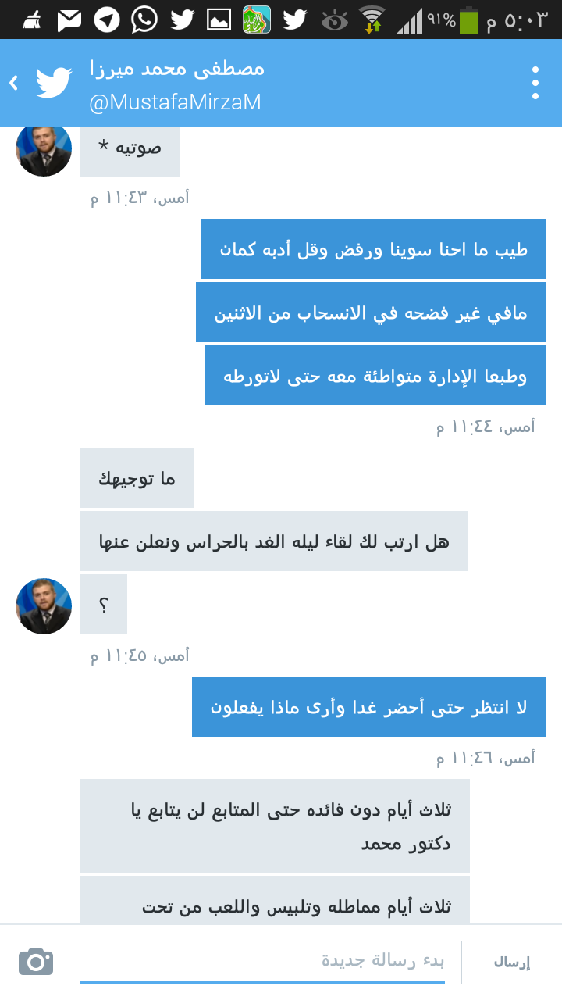 ٩١% ٥:٠٣ م
مصطفى محمد ميرزا
@MustafaMirzaM
صوتيه *
أمس، ١١:٤٣ م
طيب ما احنا سوينا ورفض وقل أدبه كمان
مافي غير فضحه في الانسحاب من الاثنين
وطبعا الإدارة متواطئة معه حتى لاتورطه
أمس، ١١:٤٤ م
ما توجيهك
هل ارتب لك لقاء ليله الغد بالحراس ونعلن عنها
؟
أمس، ١١:٤٥ م
لا انتظر حتى أحضر غدا وأرى ماذا يفعلون
أمس، ١١:٤٦ م
ثلاث أيام دون فائده حتى المتابع لن يتابع يا
دكتور محمد
ثلاث أيام مماطله وتلبيس واللعب من تحت
بدء رسالة جديدة
إرسال